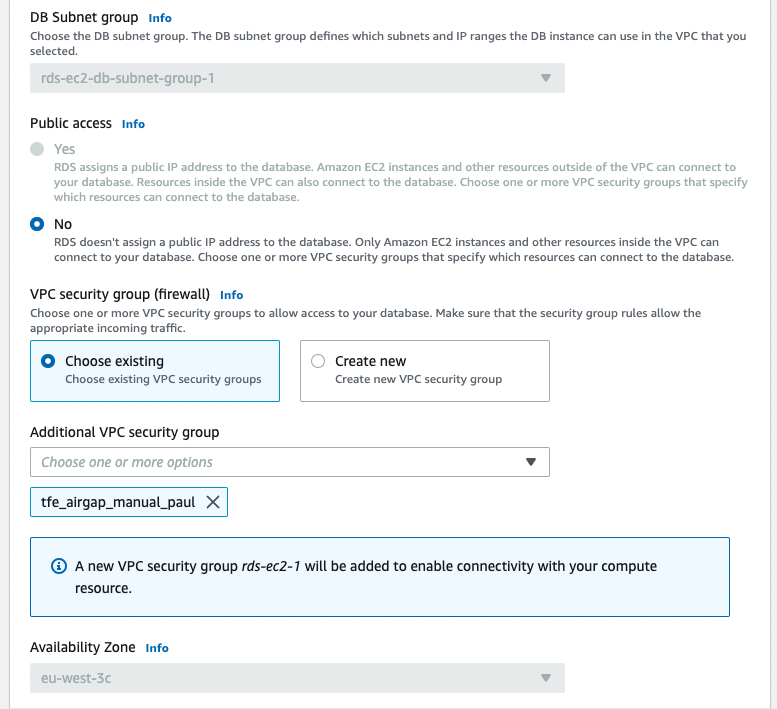 DB Subnet group Info
Choose the DB subnet group. The DB subnet group defines which subnets and IP ranges the DB instance can use in the VPC that you
selected.
rds-ec2-db-subnet-group-1
Public access Info
Yes
RDS assigns a public IP address to the database. Amazon EC2 instances and other resources outside of the VPC can connect to
your database. Resources inside the VPC can also connect to the database. Choose one or more VPC security groups that specify
which resources can connect to the database.
No
RDS doesn't assign a public IP address to the database. Only Amazon EC2 instances and other resources inside the VPC can
connect to your database. Choose one or more VPC security groups that specify which resources can connect to the database.
VPC security group (firewall) Info
Choose one or more VPC security groups to allow access to your database. Make sure that the security group rules allow the
appropriate incoming traffic.
Choose existing
Choose existing VPC security groups
Create new
Create new VPC security group
Additional VPC security group
Choose one or more options
tfe_airgap_manual_paul
A new VPC security group rds-ec2-1 will be added to enable connectivity with your compute
resource.
Availability Zone Info
eu-west-3c